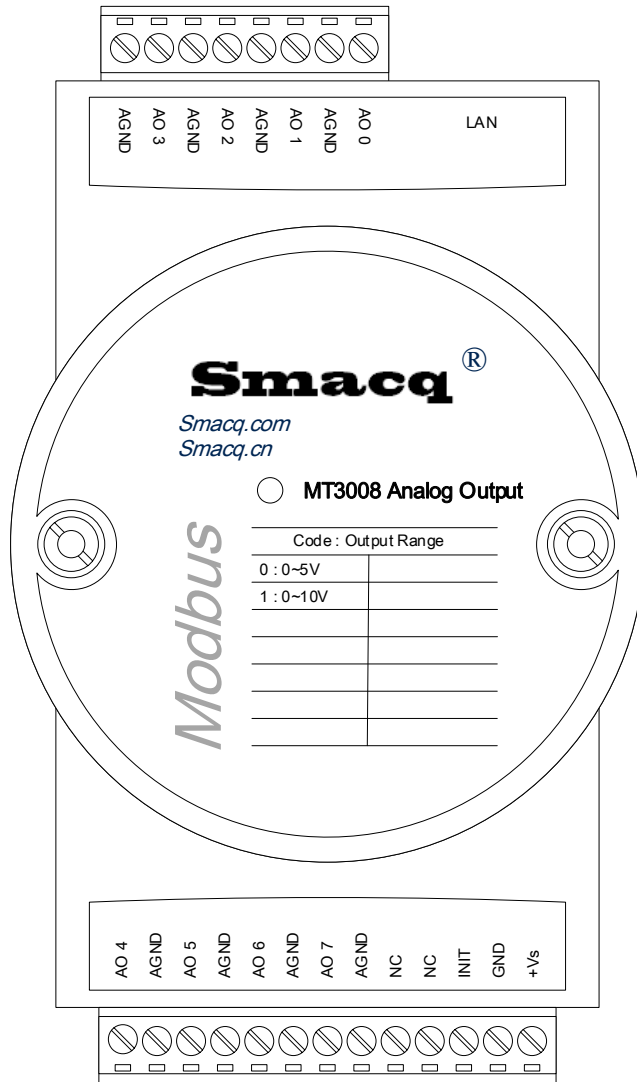 AGND AO 3 AGND AO 2 AGND AO 1 AGND AO 0 LAN
Smacq ®
Smacq.com
Smacq.cn
MT3008 Analog Output
Modbus
Code : Output Range
0 : 0~5V
1 : 0~10V
AO 4 AGND AO 5 AGND AO 6 AGND AO 7 AGND NC NC INIT GND +Vs